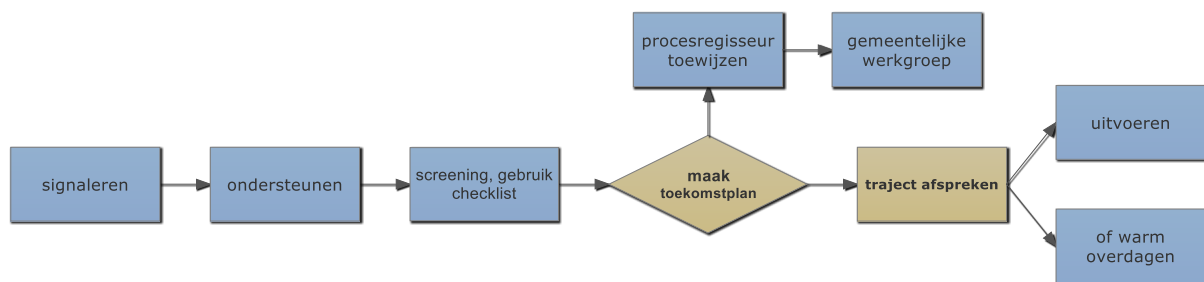 procesregisseur
toewijzen
gemeentelijke
werkgroep
uitvoeren
signaleren
ondersteunen
screening, gebruik
checklist
maak
toekomstplan
traject afspreken
of warm
overdagen